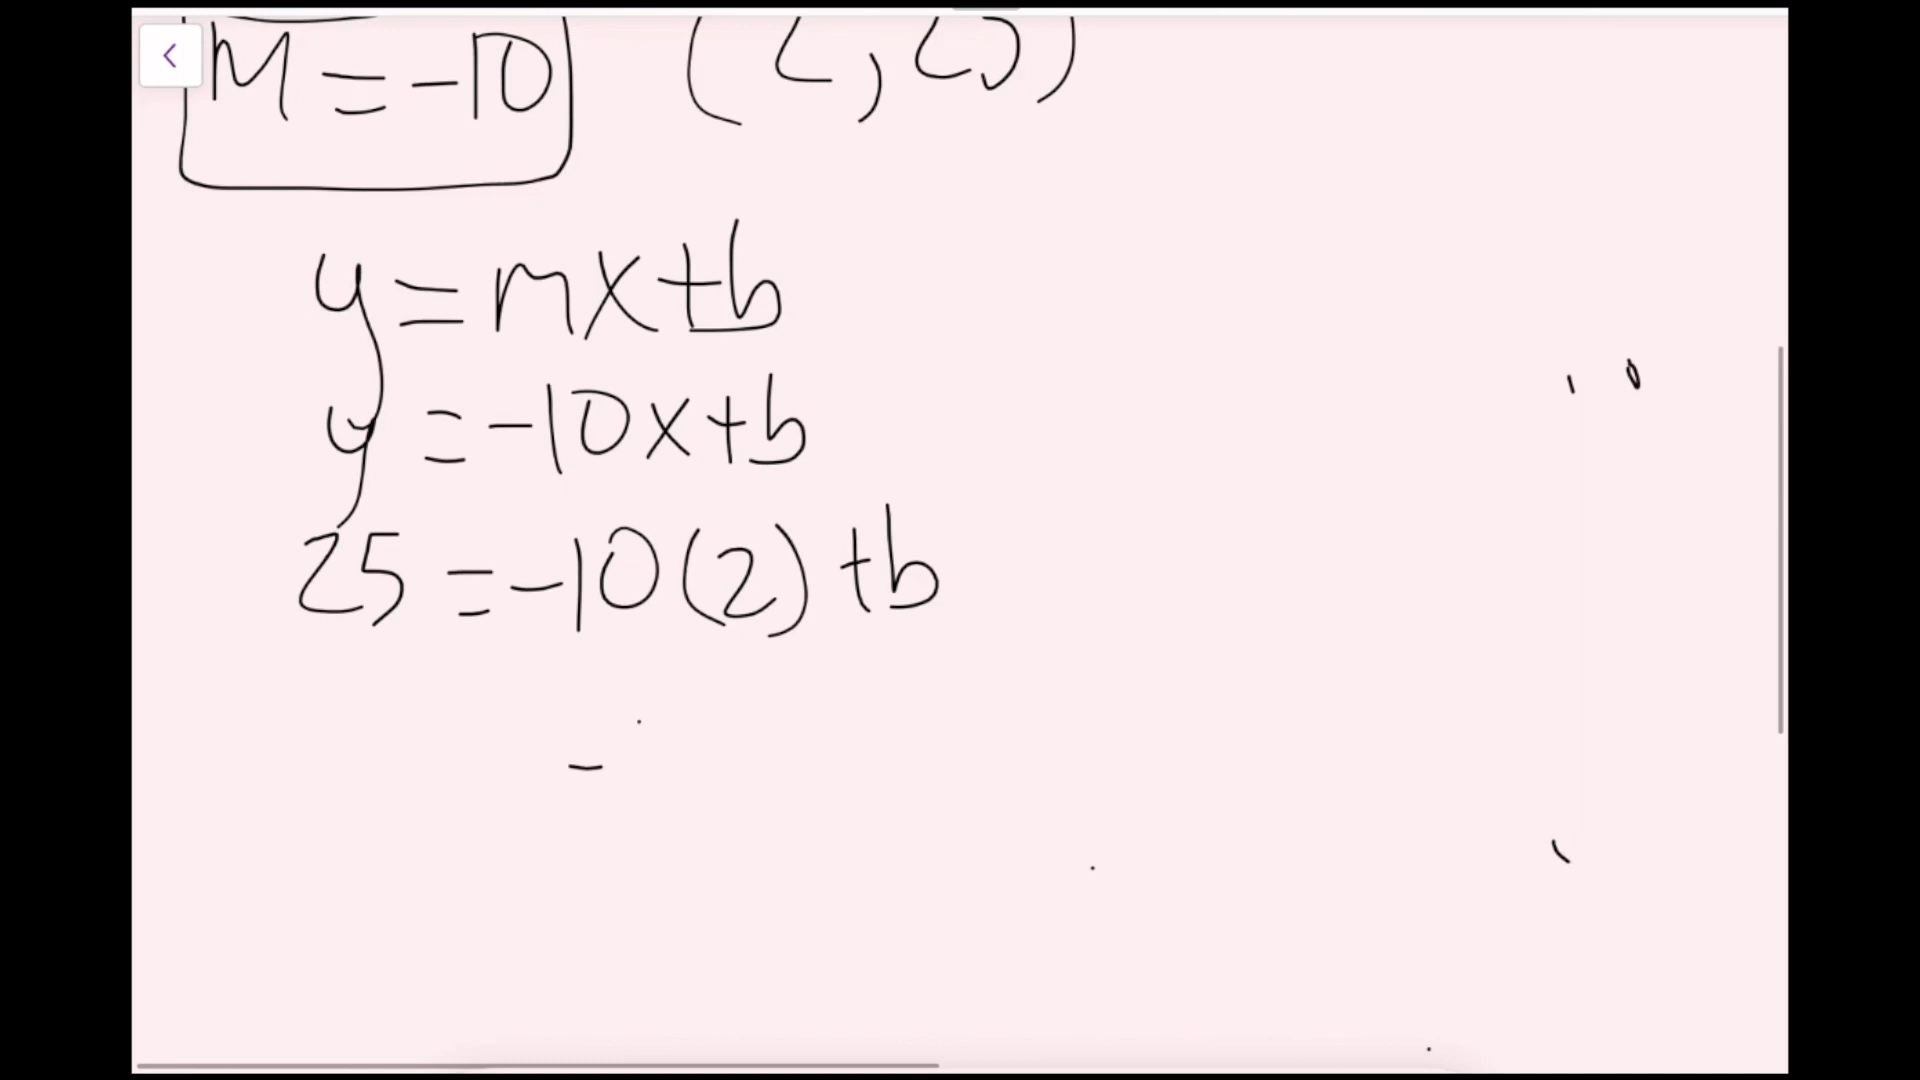 M = -10 (2, 25)
y = mx + b
y = -10x + b
25 = -10(2) + b
-